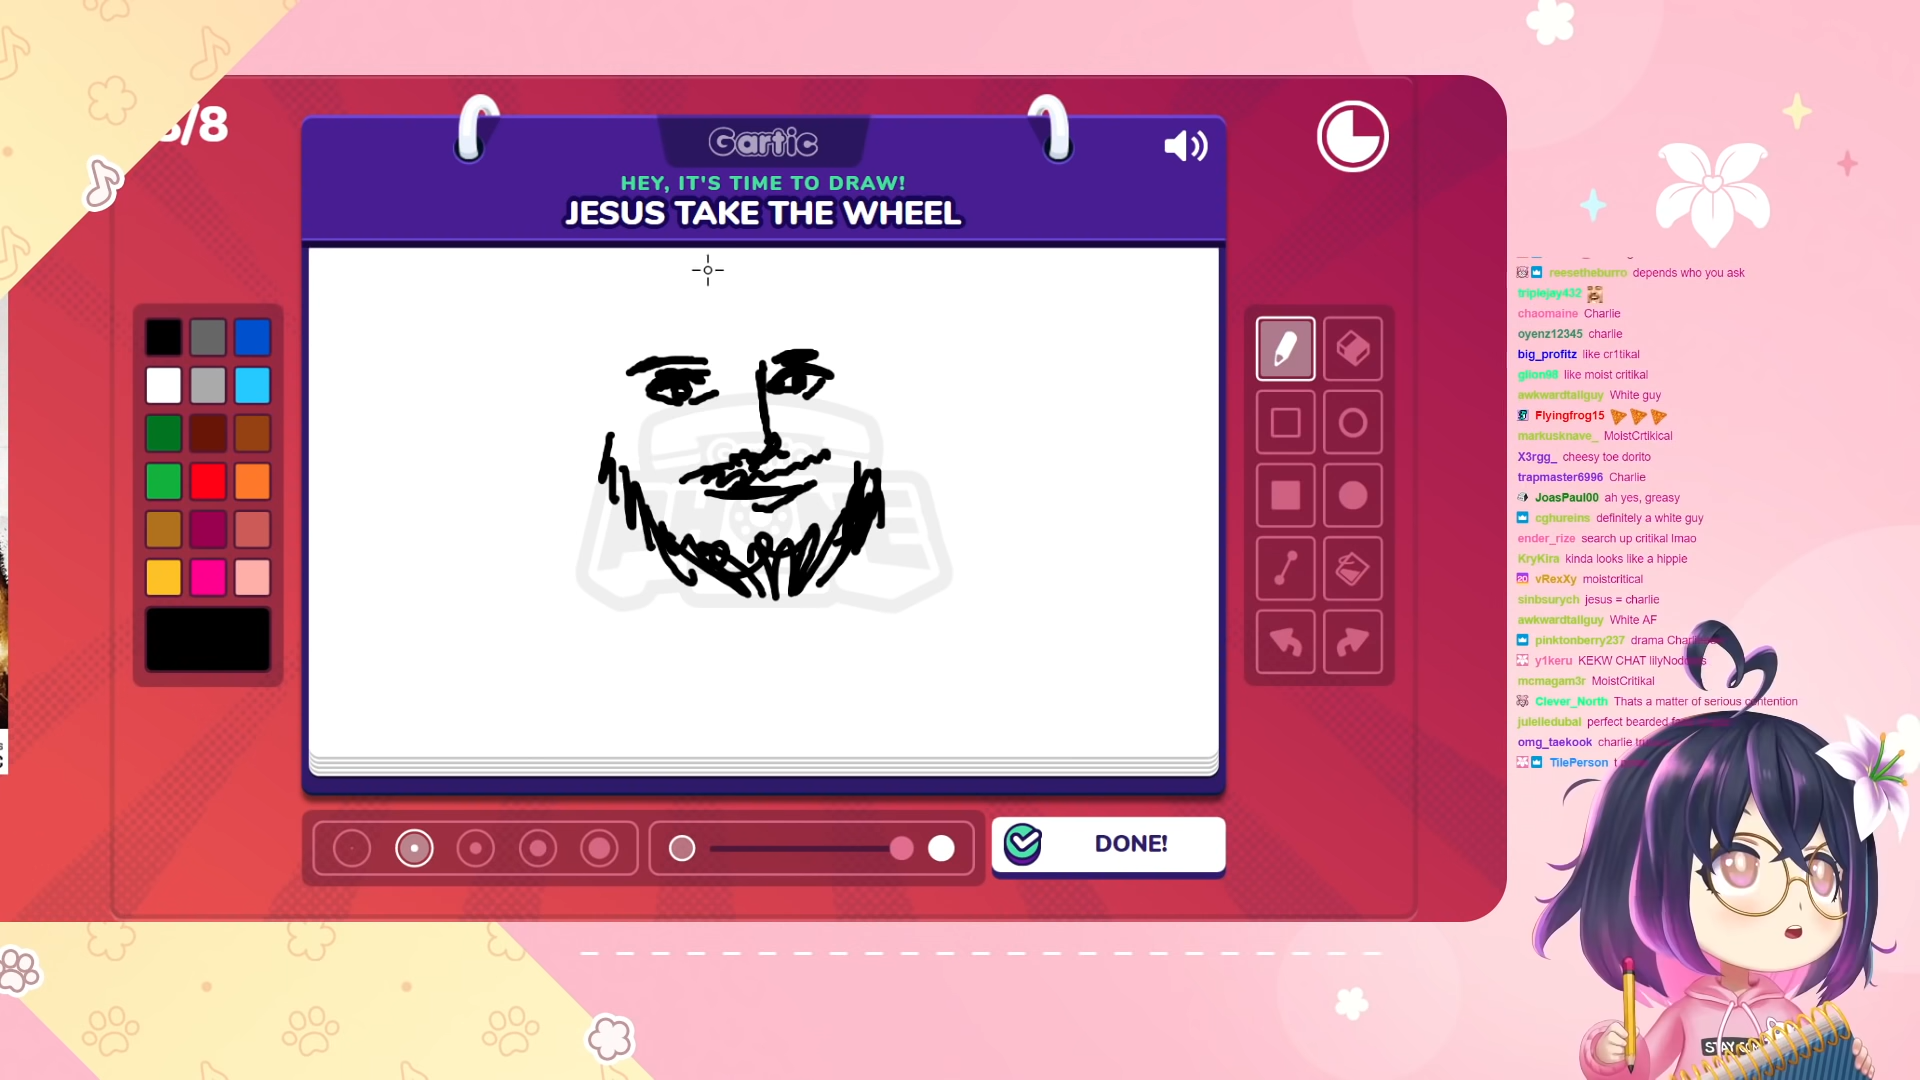 /8
Gartic
HEY, IT'S TIME TO DRAW!
JESUS TAKE THE WHEEL
reesetheburro depends who you ask
triplejay432
chaomaine Charlie
oyenz12345 charlie
big_profitz like cr1tikal
glion98 like moist critikal
awkwardtallguy White guy
Flyingfrog15
markusknave_ MoistCrtikical
X3rgg_ cheesy toe dorito
trapmaster6996 Charlie
JoasPaul00 ah yes, greasy
cghureins definitely a white guy
ender_rize search up critikal lmao
KryKira kinda looks like a hippie
vRexXy moistcritical
sinbsurych jesus = charlie
awkwardtallguy White AF
pinktonberry237 drama
y1keru KEKW CHAT
mcmagam3r MoistCritikal
Clever_North Thats a matter of serious contention
julelledubal perfect bearded
omg_taekook charlie
TilePerson
DONE!